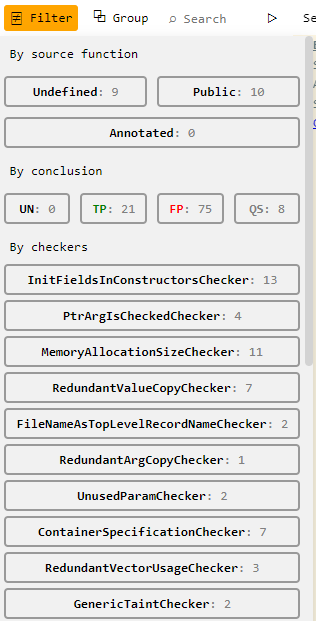 Filter Group Search Se
By source function
Undefined: 9 Public: 10
Annotated: 0
By conclusion
UN: 0 TP: 21 FP: 75 QS: 8
By checkers
InitFieldsInConstructorsChecker: 13
PtrArgIsCheckedChecker: 4
MemoryAllocationSizeChecker: 11
RedundantValueCopyChecker: 7
FileNameAsTopLevelRecordNameChecker: 2
RedundantArgCopyChecker: 1
UnusedParamChecker: 2
ContainerSpecificationChecker: 7
RedundantVectorUsageChecker: 3
GenericTaintChecker: 2